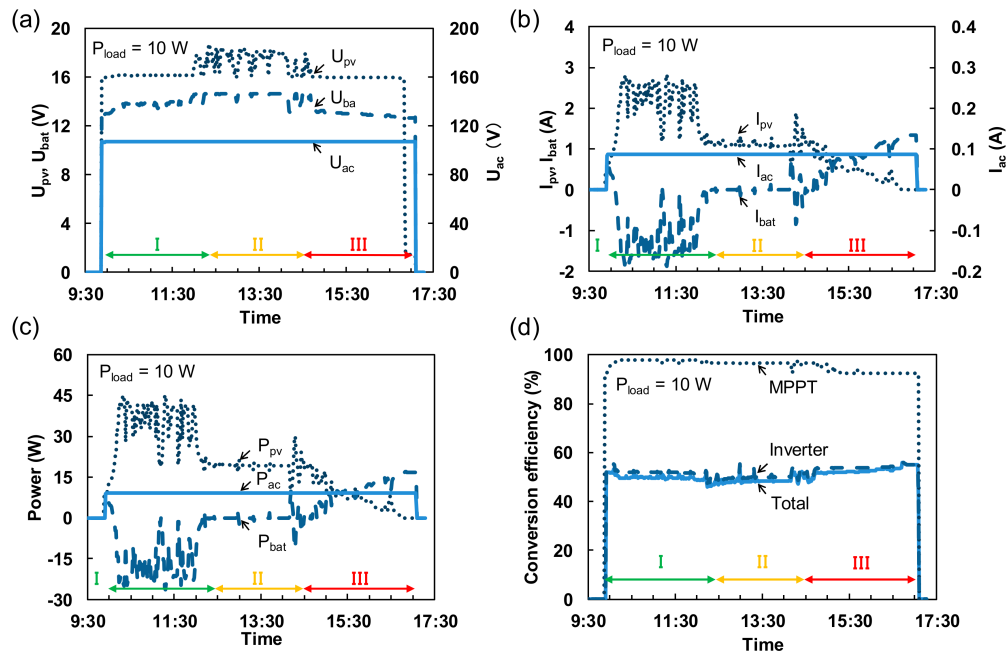 (a)
20
16
12
8
4
0
U_pv, U_bat (V)
P_load = 10 W
U_pv
U_ba
U_ac
I
II
III
200
160
120
80
40
0
U_ac (V)
9:30
11:30
13:30
15:30
17:30
Time
(b)
4
3
2
1
0
-1
-2
I_pv, I_bat (A)
P_load = 10 W
I_pv
I_ac
I_bat
I
II
III
0.4
0.3
0.2
0.1
0
-0.1
-0.2
I_ac (A)
9:30
11:30
13:30
15:30
17:30
Time
(c)
60
45
30
15
0
-15
-30
Power (W)
P_load = 10 W
P_pv
P_ac
P_bat
I
II
III
9:30
11:30
13:30
15:30
17:30
Time
(d)
100
80
60
40
20
0
Conversion efficiency (%)
P_load = 10 W
MPPT
Inverter
Total
I
II
III
9:30
11:30
13:30
15:30
17:30
Time